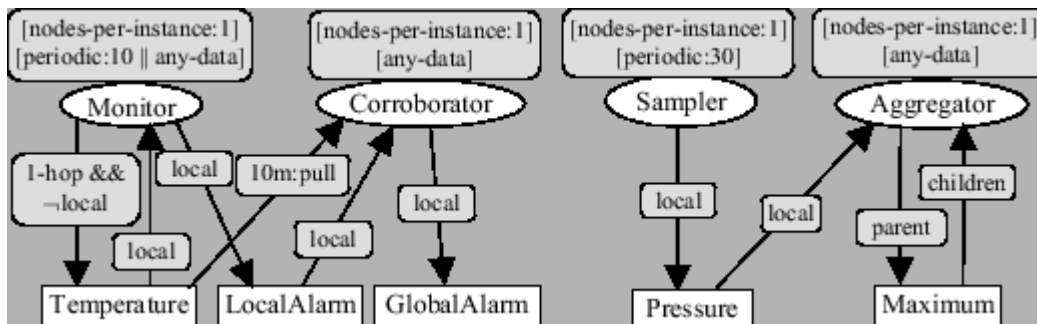 [nodes-per-instance:1]
[periodic:10 || any-data]
[nodes-per-instance:1]
[any-data]
[nodes-per-instance:1]
[periodic:30]
[nodes-per-instance:1]
[any-data]
Monitor
Corroborator
Sampler
Aggregator
1-hop &&
¬local
local
10m:pull
local
local
local
local
local
parent
children
Temperature
LocalAlarm
GlobalAlarm
Pressure
Maximum